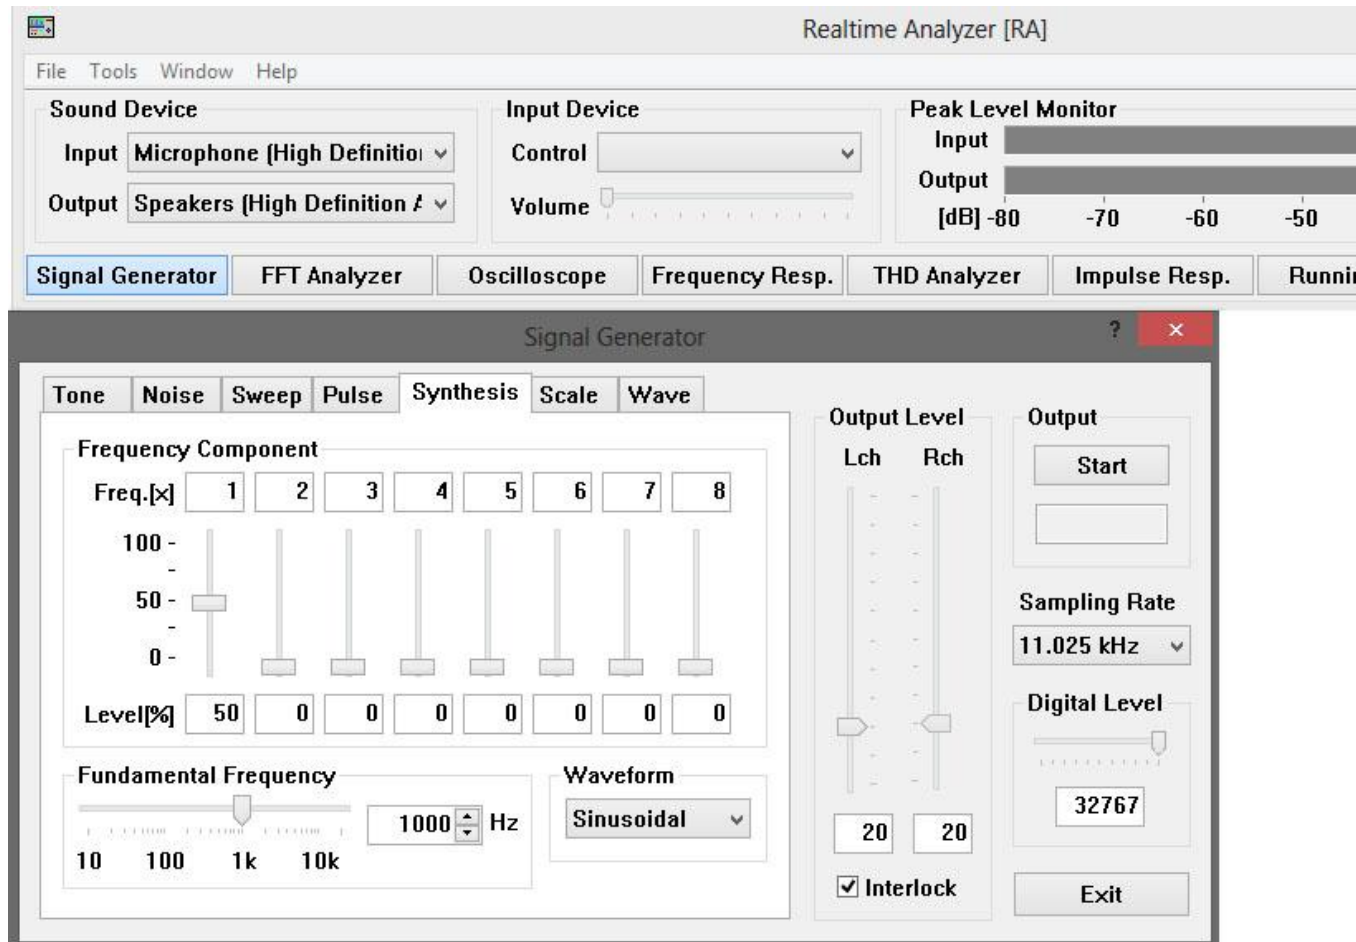 Realtime Analyzer [RA]
File Tools Window Help
Sound Device
Input Microphone (High Definition
Output Speakers (High Definition A
Input Device
Control
Volume
Peak Level Monitor
Input
Output
[dB] -80 -70 -60 -50
Signal Generator FFT Analyzer Oscilloscope Frequency Resp. THD Analyzer Impulse Resp. Runnin
Signal Generator ?
Tone Noise Sweep Pulse Synthesis Scale Wave
Frequency Component
Freq.[x] 1 2 3 4 5 6 7 8
100
50
0
Level[%] 50 0 0 0 0 0 0 0
Fundamental Frequency
1000 Hz
10 100 1k 10k
Waveform
Sinusoidal
Output Level
Lch Rch
20 20
Interlock
Output
Start
Sampling Rate
11.025 kHz
Digital Level
32767
Exit